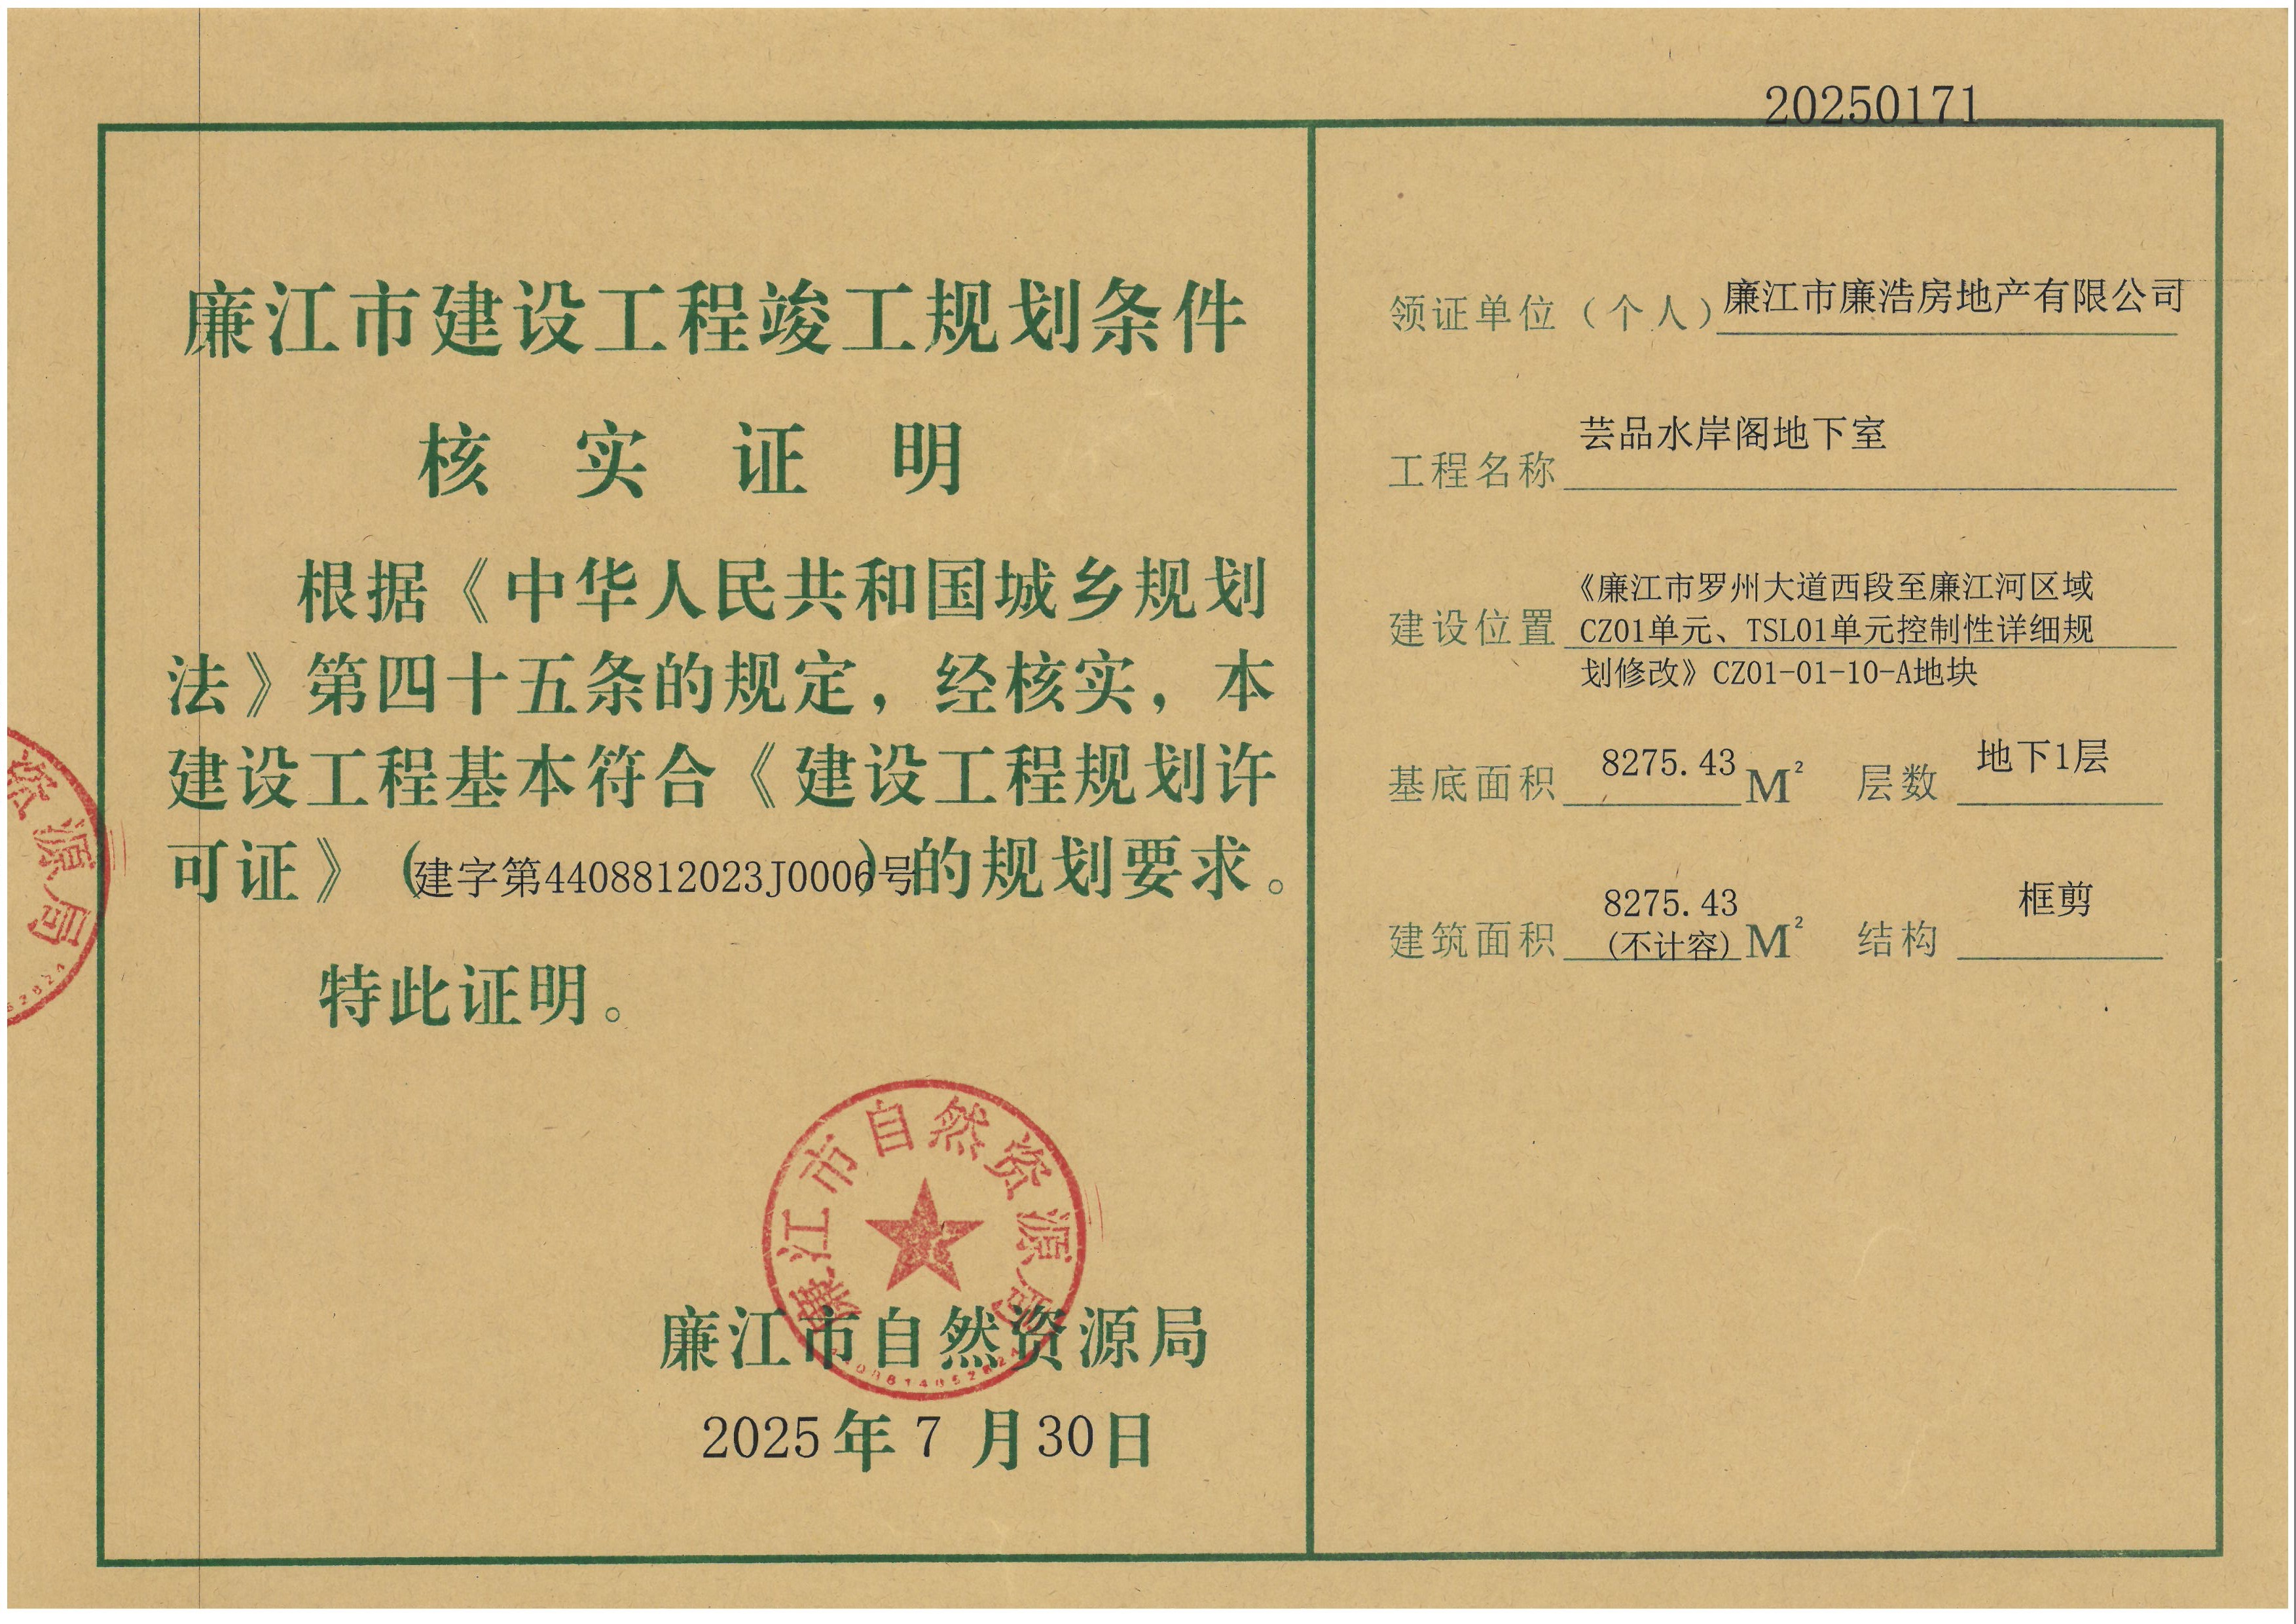 20250171
廉江市建设工程竣工规划条件
核实证明
根据《中华人民共和国城乡规划
法》第四十五条的规定，经核实，本
建设工程基本符合《建设工程规划许
可证》（建字第4408812023J0006号）的规划要求。
特此证明。
廉江市自然资源局
廉江市自然资源局
2025年7月30日
资源局
领证单位（个人）廉江市廉浩房地产有限公司
工程名称 芸品水岸阁地下室
建设位置 《廉江市罗州大道西段至廉江河区域
CZ01单元、TSL01单元控制性详细规
划修改》CZ01-01-10-A地块
基底面积 8275.43 M² 层数 地下1层
建筑面积 8275.43 (不计容) M² 结构 框剪